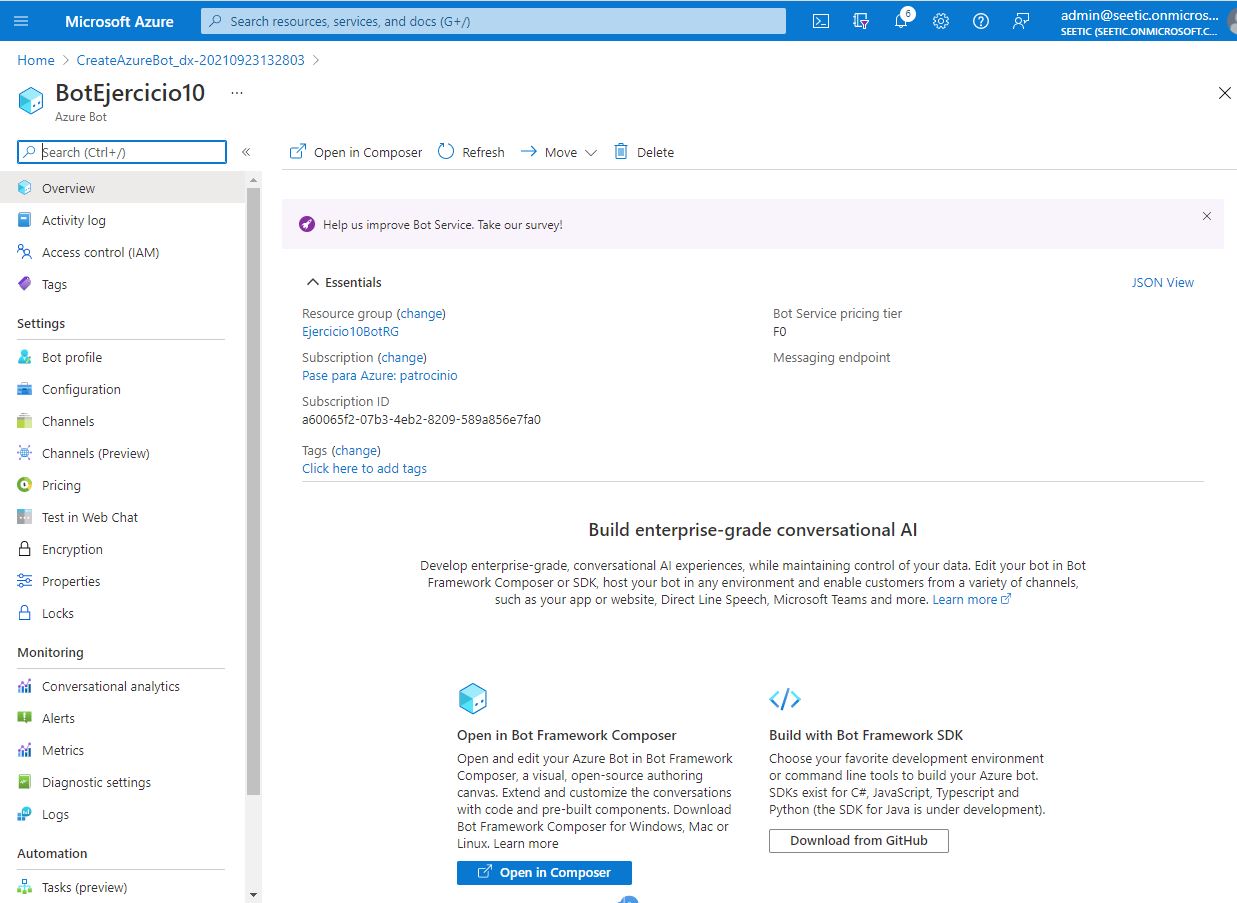 Microsoft Azure
Search resources, services, and docs (G+/)
6
admin@seetic.onmicros...
SEETIC (SEETIC.ONMICROSOFT.C...
Home > CreateAzureBot_dx-20210923132803 >
BotEjercicio10 ...
Azure Bot
Search (Ctrl+/)
«
Open in Composer
Refresh
Move
Delete
Overview
Activity log
Access control (IAM)
Tags
Settings
Bot profile
Configuration
Channels
Channels (Preview)
Pricing
Test in Web Chat
Encryption
Properties
Locks
Monitoring
Conversational analytics
Alerts
Metrics
Diagnostic settings
Logs
Automation
Tasks (preview)
Help us improve Bot Service. Take our survey!
Essentials
JSON View
Resource group (change)
Ejercicio10BotRG
Subscription (change)
Pase para Azure: patrocinio
Subscription ID
a60065f2-07b3-4eb2-8209-589a856e7fa0
Tags (change)
Click here to add tags
Bot Service pricing tier
F0
Messaging endpoint
Build enterprise-grade conversational AI
Develop enterprise-grade, conversational AI experiences, while maintaining control of your data. Edit your bot in Bot
Framework Composer or SDK, host your bot in any environment and enable customers from a variety of channels,
such as your app or website, Direct Line Speech, Microsoft Teams and more. Learn more
Open in Bot Framework Composer
Open and edit your Azure Bot in Bot Framework
Composer, a visual, open-source authoring
canvas. Extend and customize the conversations
with code and pre-built components. Download
Bot Framework Composer for Windows, Mac or
Linux. Learn more
Open in Composer
Build with Bot Framework SDK
Choose your favorite development environment
or command line tools to build your Azure bot.
SDKs exist for C#, JavaScript, Typescript and
Python (the SDK for Java is under development).
Download from GitHub